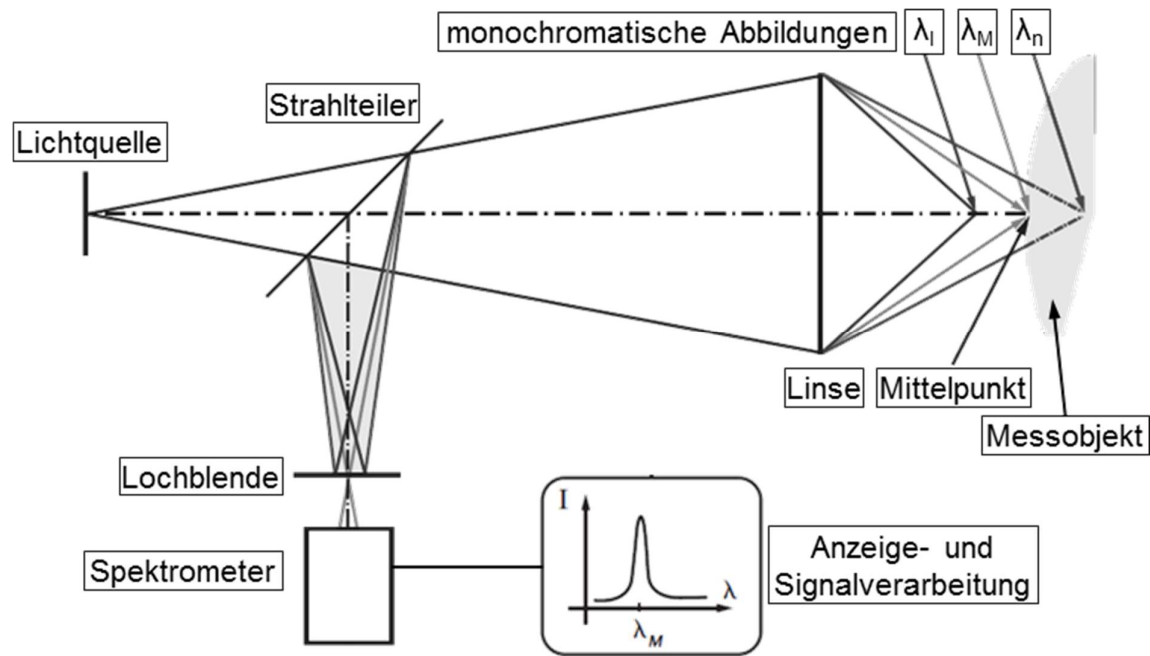 monochromatische Abbildungen
λl
λM
λn
Strahlteiler
Lichtquelle
Linse
Mittelpunkt
Messobjekt
Lochblende
Spektrometer
I
λ
λM
Anzeige- und
Signalverarbeitung